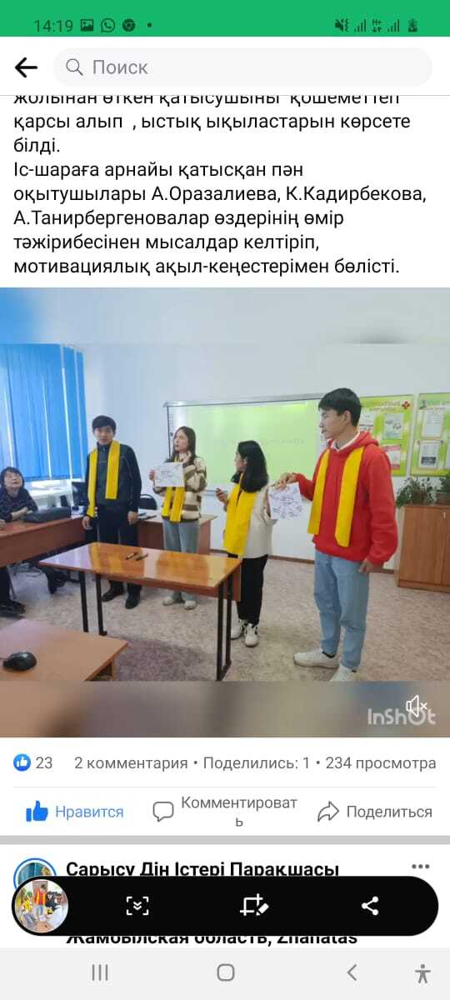 14:19
Поиск
жолынан өткен қатысушыны қошеметтеп
қарсы алып , ыстық ықыластарын көрсете
білді.
Іс-шараға арнайы қатысқан пән
оқытушылары А.Оразалиева, К.Кадирбекова,
А.Танирбергеновалар өздерінің өмір
тәжірибесінен мысалдар келтіріп,
мотивациялық ақыл-кеңестерімен бөлісті.
InShOt
23 2 комментария • Поделились: 1 • 234 просмотра
Нравится
Комментироват
ь
Поделиться
Сарысу Дін Істері Парақшасы
Жамбылская область, Zhanatas